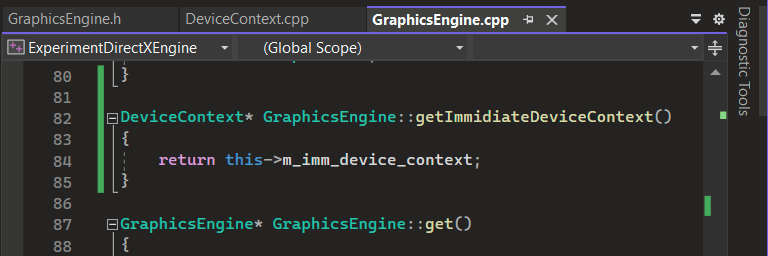 GraphicsEngine.h DeviceContext.cpp GraphicsEngine.cpp
ExperimentDirectXEngine (Global Scope)
80 }
81
82 DeviceContext* GraphicsEngine::getImmidiateDeviceContext()
83 {
84 return this->m_imm_device_context;
85 }
86
87 GraphicsEngine* GraphicsEngine::get()
88 {
Diagnostic Tools